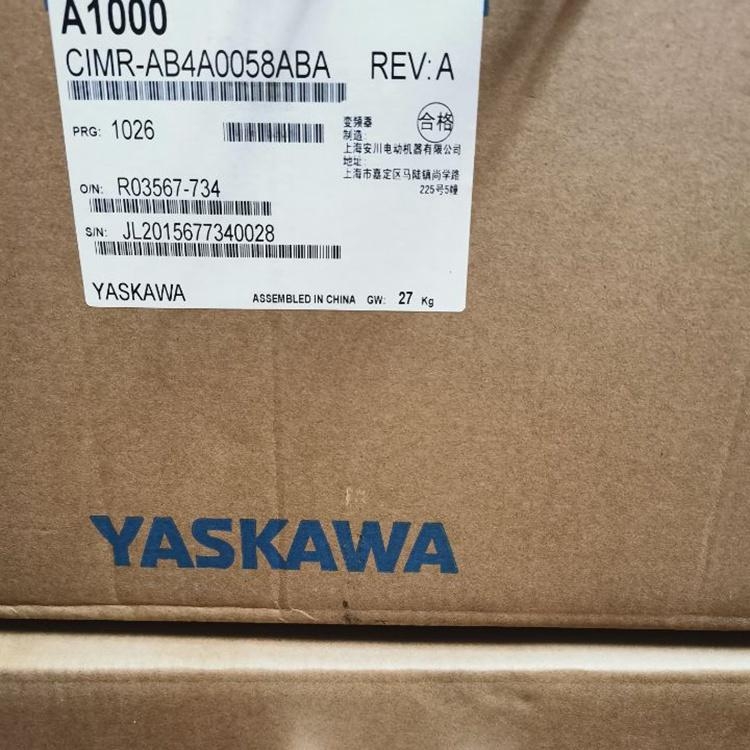 A1000
CIMR-AB4A0058ABA REV: A
PRG: 1026
变频器
合格
制造:
上海安川电动机器有限公司
地址:
上海市嘉定区马陆镇尚学路
225号5幢
O/N: R03567-734
S/N: JL2015677340028
YASKAWA
ASSEMBLED IN CHINA GW: 27 Kg
YASKAWA